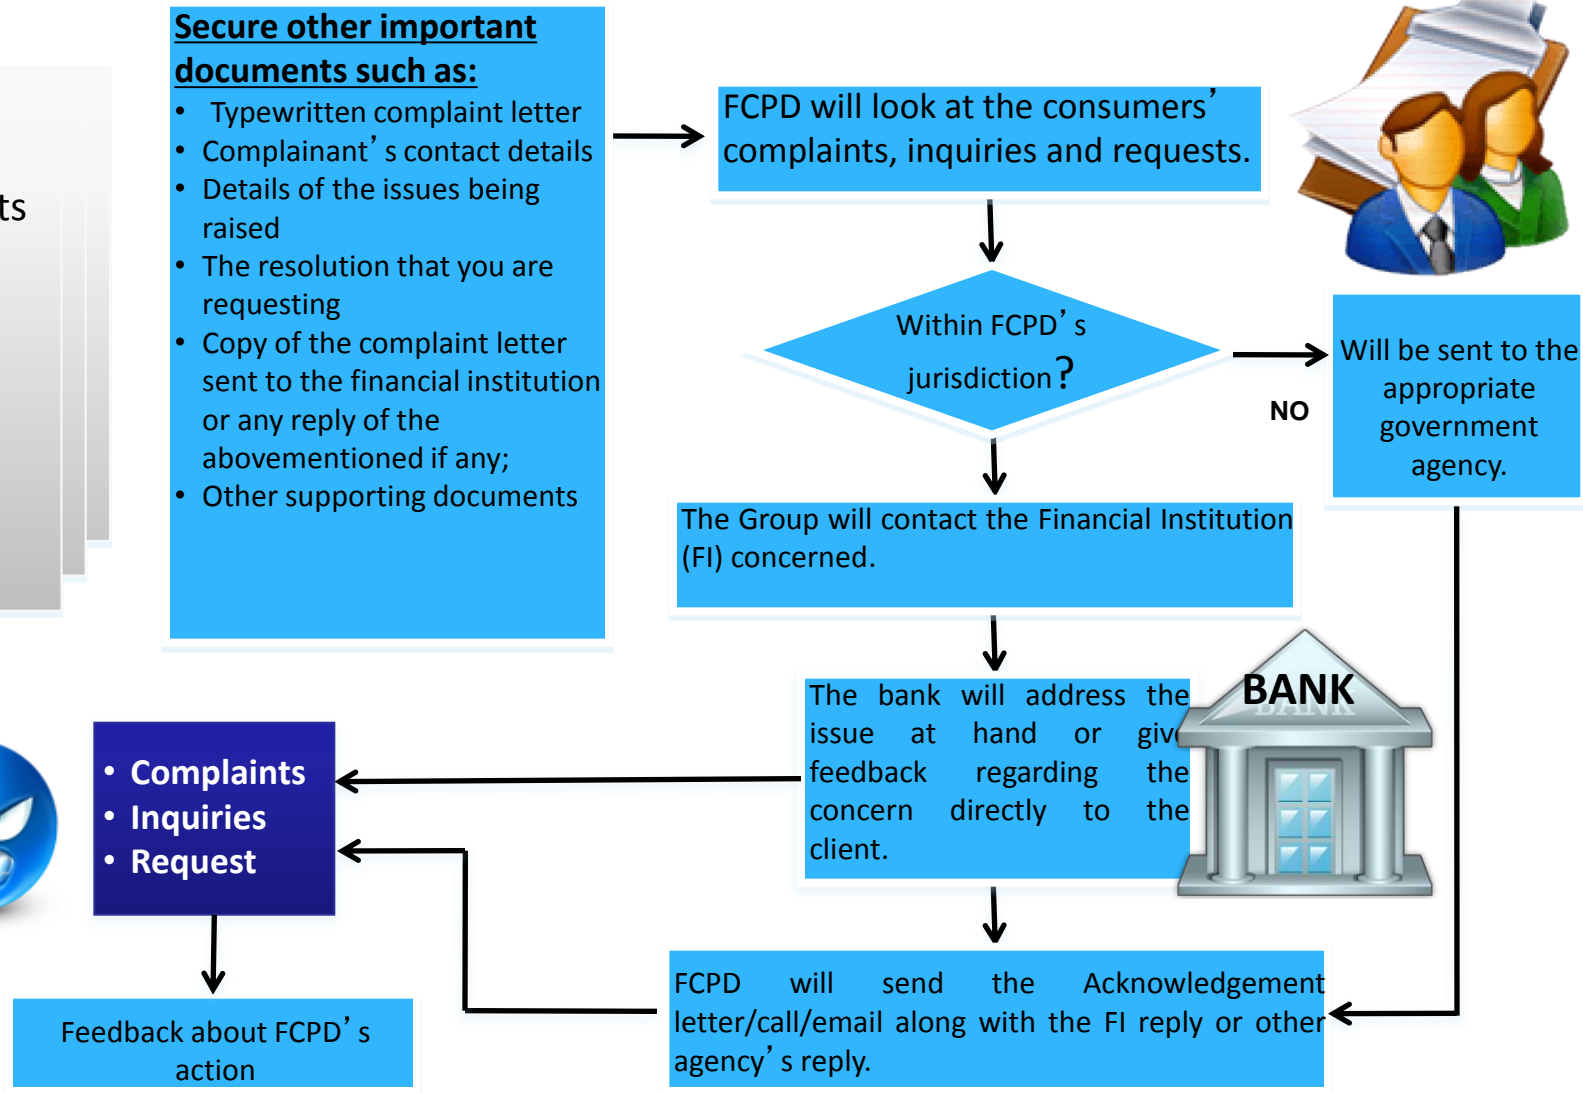 ts
Secure other important
documents such as:
• Typewritten complaint letter
• Complainant’s contact details
• Details of the issues being
raised
• The resolution that you are
requesting
• Copy of the complaint letter
sent to the financial institution
or any reply of the
abovementioned if any;
• Other supporting documents
FCPD will look at the consumers’
complaints, inquiries and requests.
Within FCPD’s
jurisdiction?
NO
Will be sent to the
appropriate
government
agency.
The Group will contact the Financial Institution
(FI) concerned.
The bank will address the
issue at hand or give
feedback regarding the
concern directly to the
client.
BANK
• Complaints
• Inquiries
• Request
FCPD will send the Acknowledgement
letter/call/email along with the FI reply or other
agency’s reply.
Feedback about FCPD’s
action